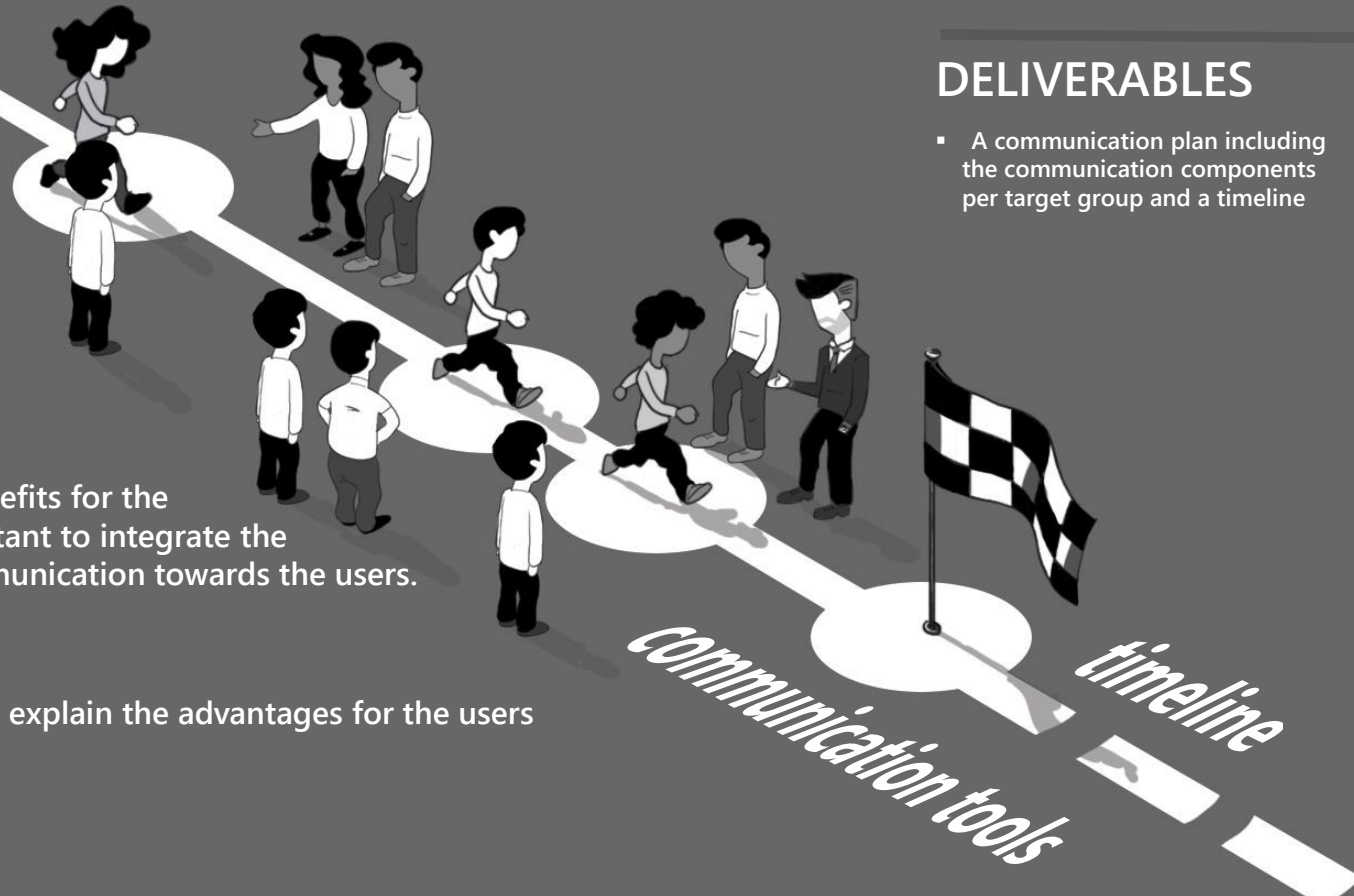 DELIVERABLES
▪ A communication plan including
the communication components
per target group and a timeline
efits for the
tant to integrate the
munication towards the users.
explain the advantages for the users
communication tools
timeline